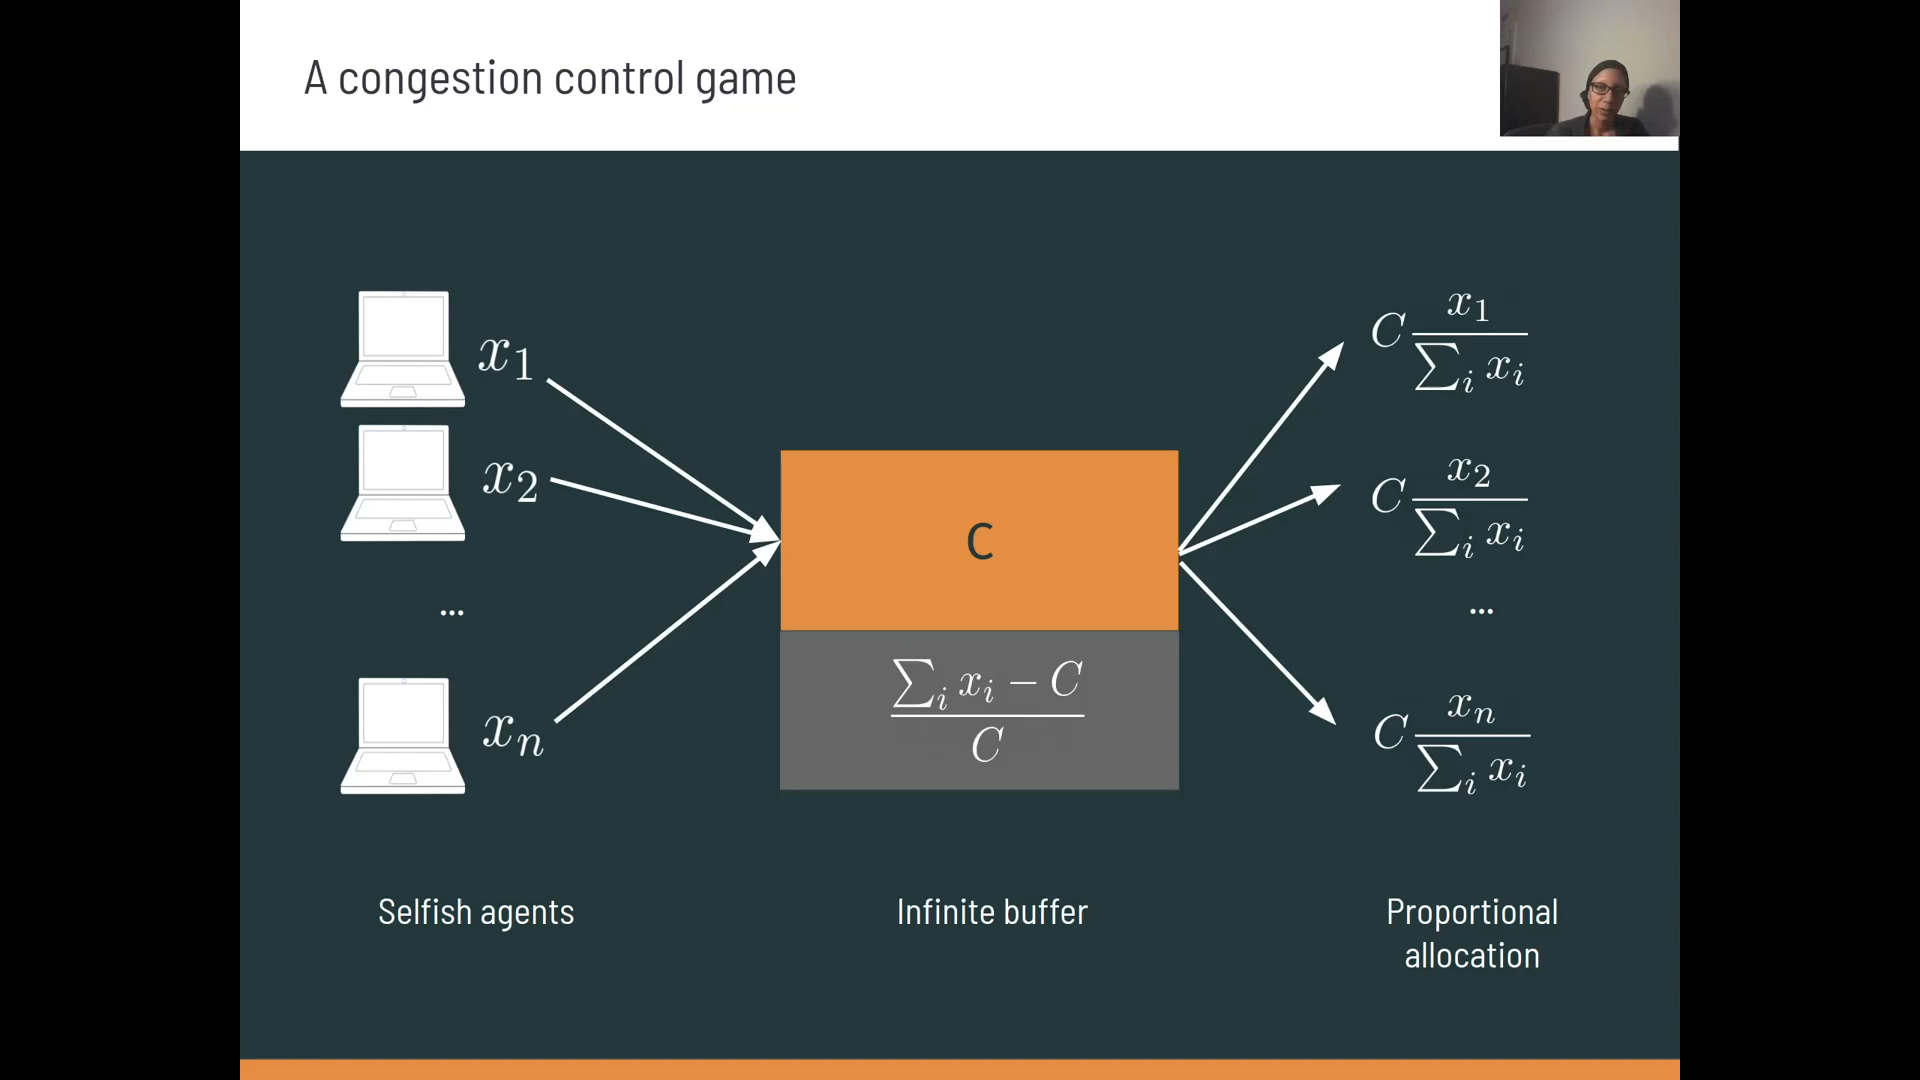 A congestion control game
x_1
x_2
...
x_n
C
\frac{\sum_i x_i - C}{C}
C \frac{x_1}{\sum_i x_i}
C \frac{x_2}{\sum_i x_i}
...
C \frac{x_n}{\sum_i x_i}
Selfish agents
Infinite buffer
Proportional
allocation